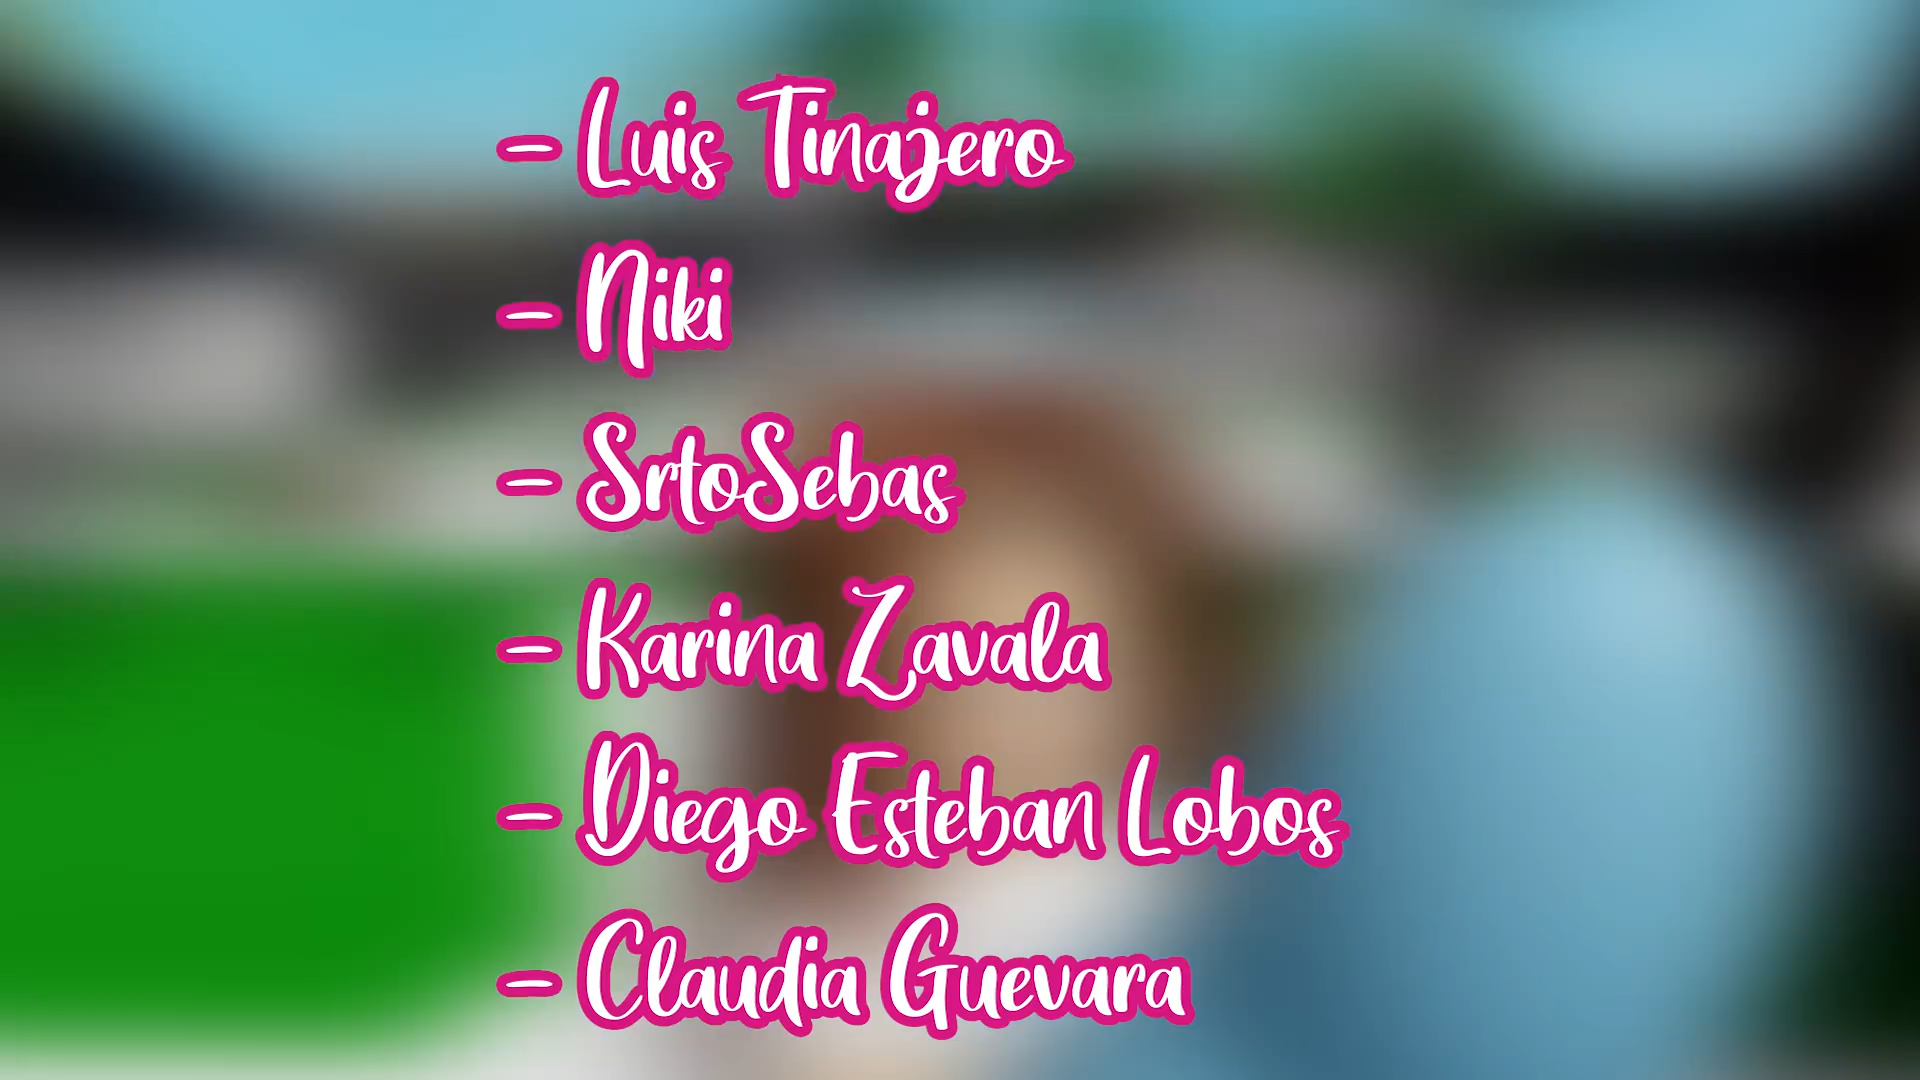 - Luis Tinajero
- Niki
- SrtoSebas
- Karina Zavala
- Diego Esteban Lobos
- Claudia Guevara